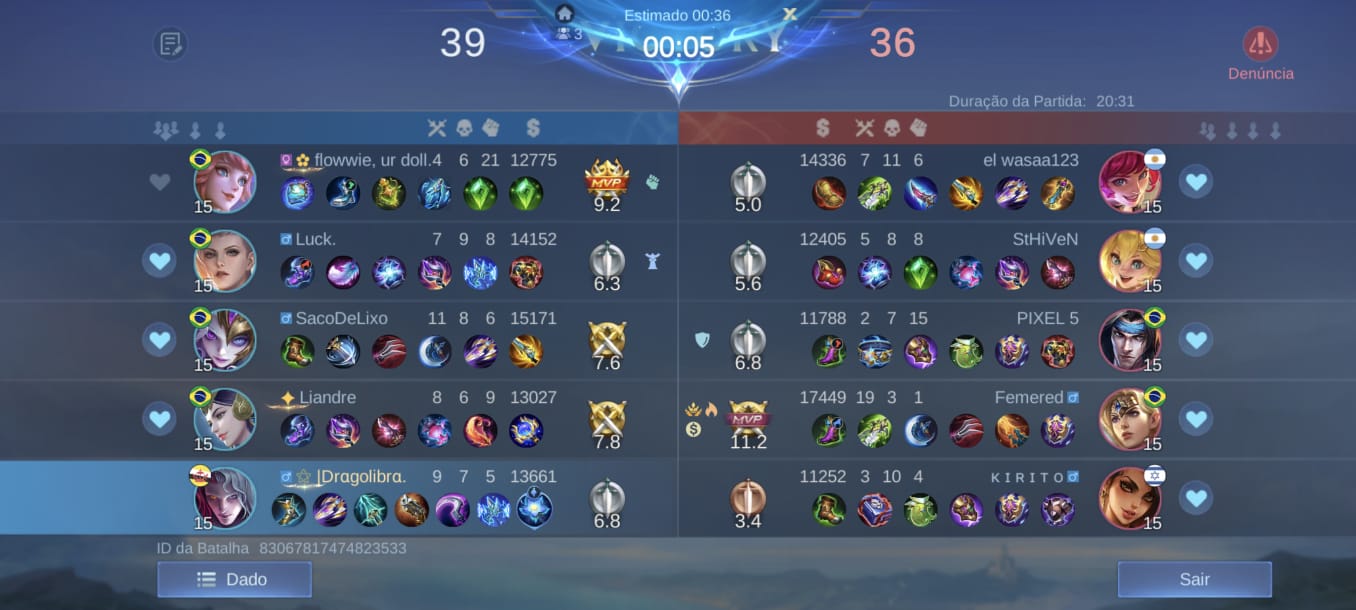 Estimado 00:36
39 3 VICTORY 00:05 36
Denúncia
Duração da Partida: 20:31
flowwie, ur doll. 4 6 21 12775
MVP
15 9.2
14336 7 11 6 el wasaa123
5.0 15
Luck. 7 9 8 14152
15 6.3
12405 5 8 8 StHiVeN
5.6 15
SacoDeLixo 11 8 6 15171
15 7.6
11788 2 7 15 PIXEL 5
6.8 15
Liandre 8 6 9 13027
15 7.8
17449 19 3 1 Femered
MVP
11.2 15
|Dragolibra. 9 7 5 13661
15 6.8
11252 3 10 4 K I R I T O
3.4 15
ID da Batalha 83067817474823533
Dado
Sair